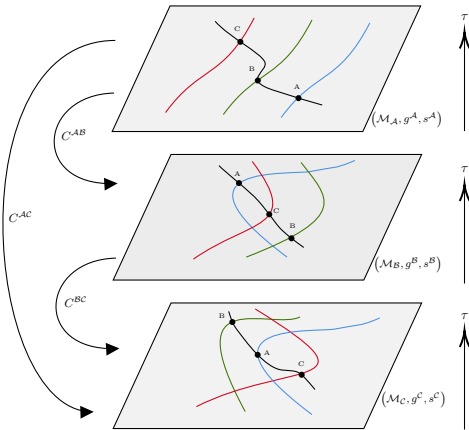 τ
C
B
A
(ℳ_𝒜, g^𝒜, s^𝒜)
C^{𝒜ℬ}
τ
A
C
B
C^{𝒜𝒞}
(ℳ_ℬ, g^ℬ, s^ℬ)
C^{ℬ𝒞}
τ
B
A
C
(ℳ_𝒞, g^𝒞, s^𝒞)